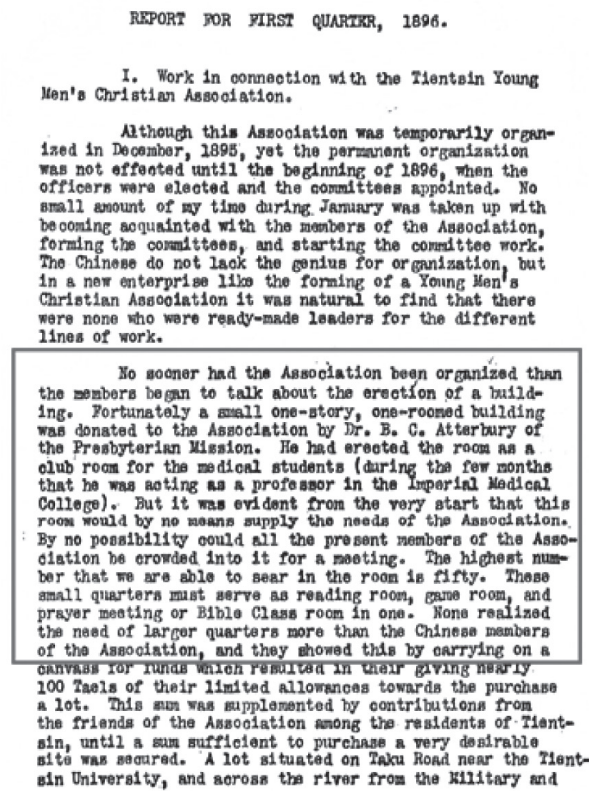 REPORT FOR FIRST QUARTER, 1896.
I. Work in connection with the Tientsin Young
Men's Christian Association.
Although this Association was temporarily organ-
ized in December, 1895, yet the permanent organization
was not effected until the beginning of 1896, when the
officers were elected and the committees appointed. No
small amount of my time during January was taken up with
becoming acquainted with the members of the Association,
forming the committees, and starting the committee work.
The Chinese do not lack the genius for organization, but
in a new enterprise like the forming of a Young Men's
Christian Association it was natural to find that there
were none who were ready-made leaders for the different
lines of work.
No sooner had the Association been organized than
the members began to talk about the erection of a build-
ing. Fortunately a small one-story, one-roomed building
was donated to the Association by Dr. B. C. Atterbury of
the Presbyterian Mission. He had erected the room as a
club room for the medical students (during the few months
that he was acting as a professor in the Imperial Medical
College). But it was evident from the very start that this
room would by no means supply the needs of the Association.
By no possibility could all the present members of the Asso-
ciation be crowded into it for a meeting. The highest num-
ber that we are able to sear in the room is fifty. These
small quarters must serve as reading room, game room, and
prayer meeting or Bible Class room in one. None realized
the need of larger quarters more than the Chinese members
of the Association, and they showed this by carrying on a
canvass for funds which resulted in their giving nearly
100 Taels of their limited allowances towards the purchase
a lot. This sum was supplemented by contributions from
the friends of the Association among the residents of Tient-
sin, until a sum sufficient to purchase a very desirable
site was secured. A lot situated on Taku Road near the Tient-
sin University, and across the river from the Military and